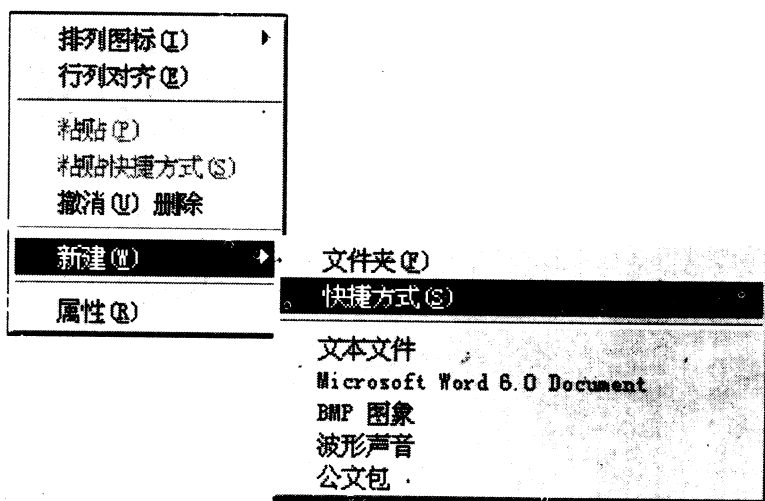 排列图标(I)
行列对齐(E)
粘贴(P)
粘贴快捷方式(S)
撤消(U) 删除
新建(W)
属性(R)
文件夹(F)
快捷方式(S)
文本文件
Microsoft Word 6.0 Document
BMP 图象
波形声音
公文包